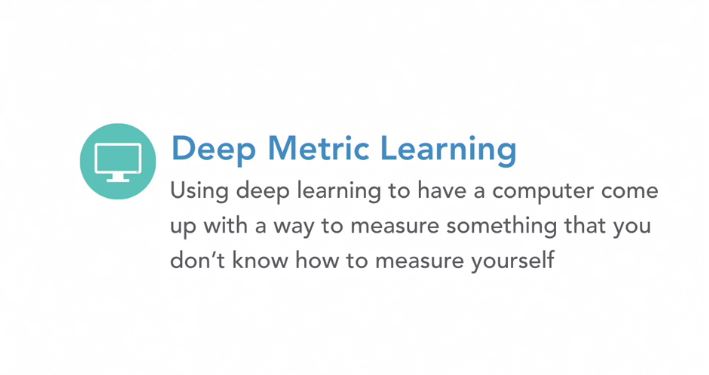 Deep Metric Learning
Using deep learning to have a computer come
up with a way to measure something that you
don’t know how to measure yourself